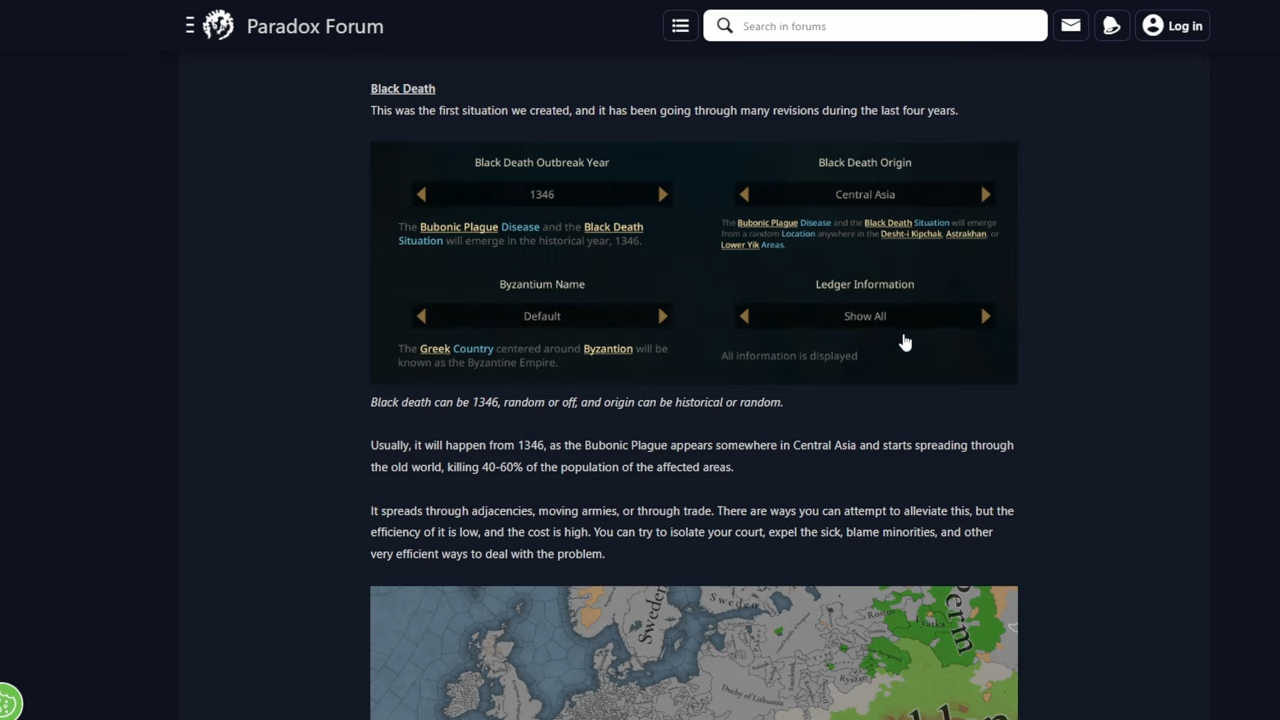 Paradox Forum
Search in forums
Log in
Black Death
This was the first situation we created, and it has been going through many revisions during the last four years.
Black Death Outbreak Year
1346
The Bubonic Plague Disease and the Black Death
Situation will emerge in the historical year, 1346.
Black Death Origin
Central Asia
The Bubonic Plague Disease and the Black Death Situation will emerge
from a random Location anywhere in the Desht-i Kipchak, Astrakhan, or
Lower Yik Areas.
Byzantium Name
Default
The Greek Country centered around Byzantion will be
known as the Byzantine Empire.
Ledger Information
Show All
All information is displayed
Black death can be 1346, random or off, and origin can be historical or random.
Usually, it will happen from 1346, as the Bubonic Plague appears somewhere in Central Asia and starts spreading through
the old world, killing 40-60% of the population of the affected areas.
It spreads through adjacencies, moving armies, or through trade. There are ways you can attempt to alleviate this, but the
efficiency of it is low, and the cost is high. You can try to isolate your court, expel the sick, blame minorities, and other
very efficient ways to deal with the problem.
Sweden
Sweden
Perm
Rostov
Vyatka
Ryazan
Duchy of Lithuania